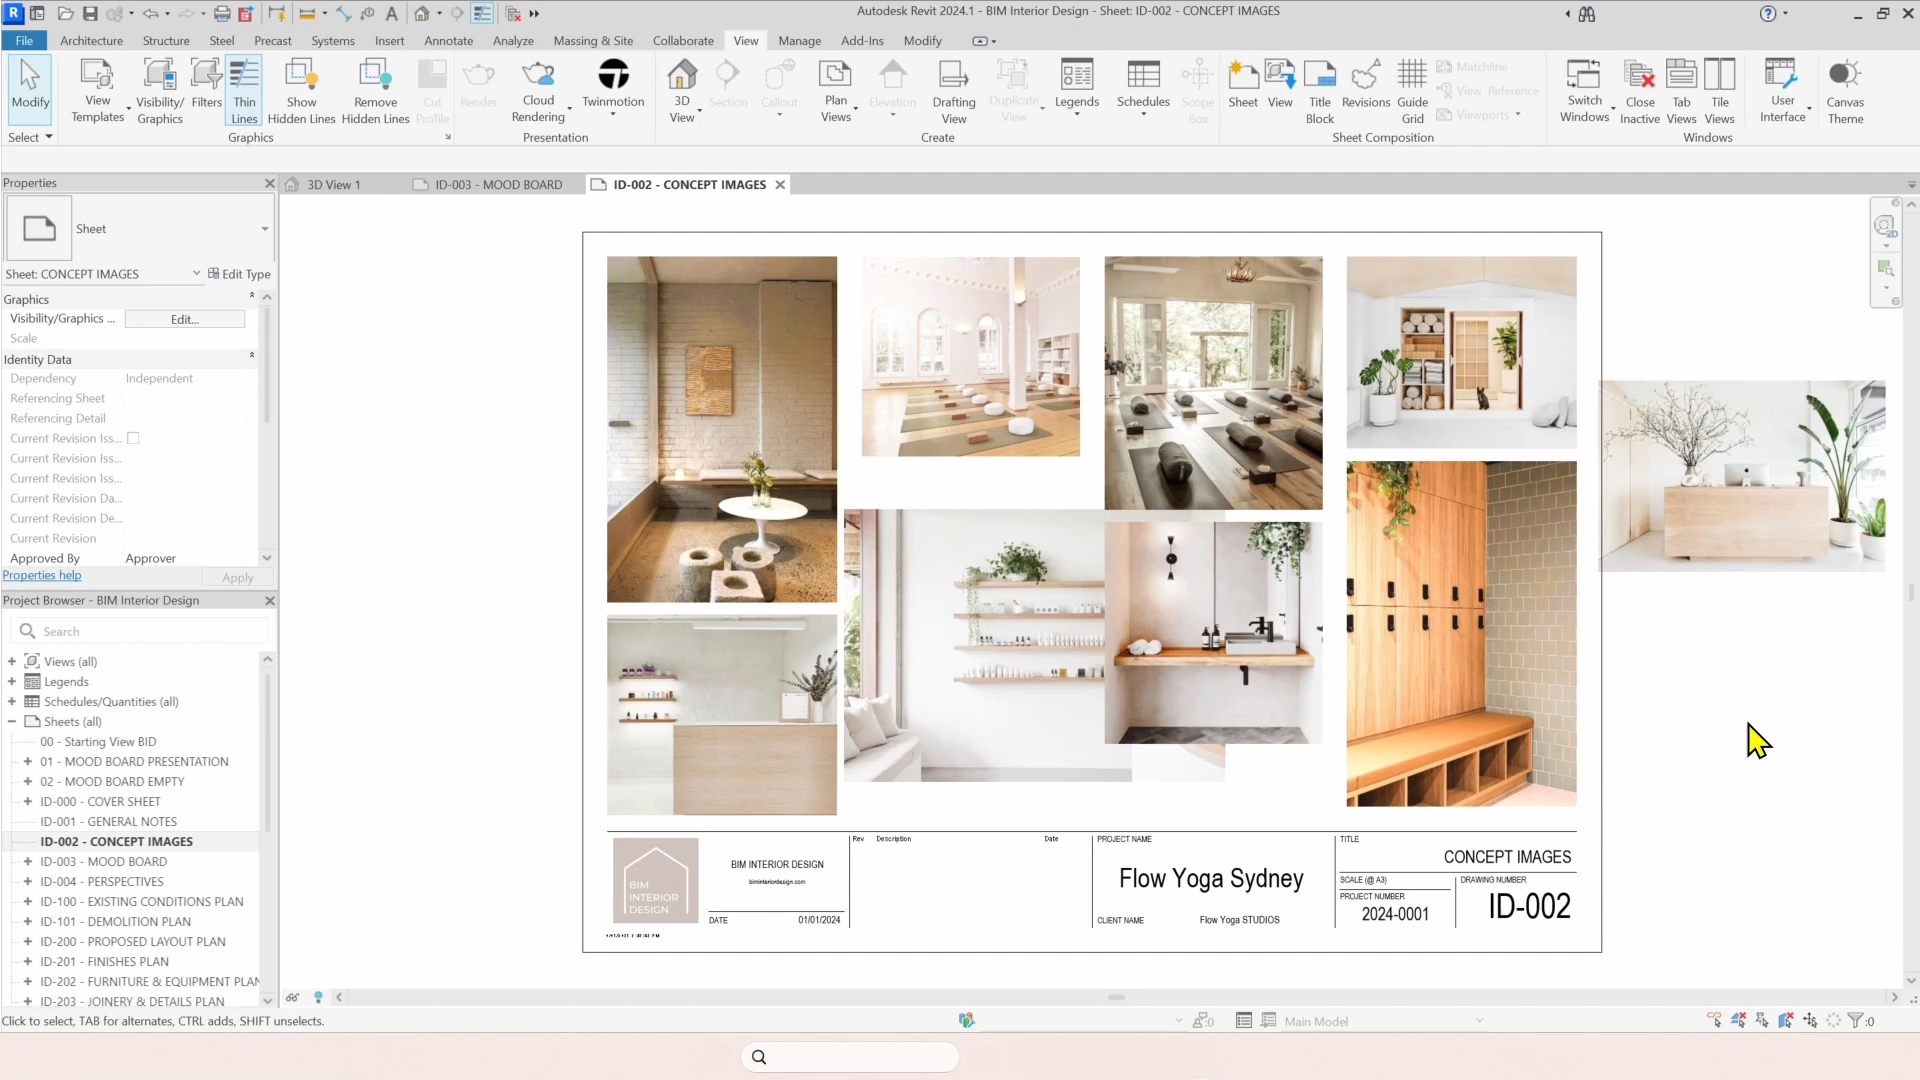 Autodesk Revit 2024.1 - BIM Interior Design - Sheet: ID-002 - CONCEPT IMAGES
File Architecture Structure Steel Precast Systems Insert Annotate Analyze Massing & Site Collaborate View Manage Add-Ins Modify
Modify
View Templates
Visibility/ Graphics
Filters
Thin Lines
Show Hidden Lines
Remove Hidden Lines
Cut Profile
Render
Cloud Rendering
Twinmotion
3D View
Section
Callout
Plan Views
Elevation
Drafting View
Duplicate View
Legends
Schedules
Scope Box
Sheet
View
Title Block
Revisions
Guide Grid
Matchline
View Reference
Viewports
Switch Windows
Close Inactive
Tab Views
Tile Views
User Interface
Canvas Theme
Select Graphics Presentation Create Sheet Composition Windows
Properties
3D View 1
ID-003 - MOOD BOARD
ID-002 - CONCEPT IMAGES
Sheet
Sheet: CONCEPT IMAGES
Edit Type
Graphics
Visibility/Graphics ... Edit...
Scale
Identity Data
Dependency Independent
Referencing Sheet
Referencing Detail
Current Revision Iss...
Current Revision Iss...
Current Revision Iss...
Current Revision Da...
Current Revision De...
Current Revision
Approved By Approver
Properties help Apply
Project Browser - BIM Interior Design
Search
Views (all)
Legends
Schedules/Quantities (all)
Sheets (all)
00 - Starting View BID
01 - MOOD BOARD PRESENTATION
02 - MOOD BOARD EMPTY
ID-000 - COVER SHEET
ID-001 - GENERAL NOTES
ID-002 - CONCEPT IMAGES
ID-003 - MOOD BOARD
ID-004 - PERSPECTIVES
ID-100 - EXISTING CONDITIONS PLAN
ID-101 - DEMOLITION PLAN
ID-200 - PROPOSED LAYOUT PLAN
ID-201 - FINISHES PLAN
ID-202 - FURNITURE & EQUIPMENT PLAN
ID-203 - JOINERY & DETAILS PLAN
BIM
INTERIOR
DESIGN
BIM INTERIOR DESIGN
biminteriordesign.com
DATE 01/01/2024
Rev Description Date
PROJECT NAME
Flow Yoga Sydney
CLIENT NAME Flow Yoga STUDIOS
TITLE
CONCEPT IMAGES
SCALE (@ A3)
PROJECT NUMBER
2024-0001
DRAWING NUMBER
ID-002
Click to select, TAB for alternates, CTRL adds, SHIFT unselects.
:0
Main Model
:0